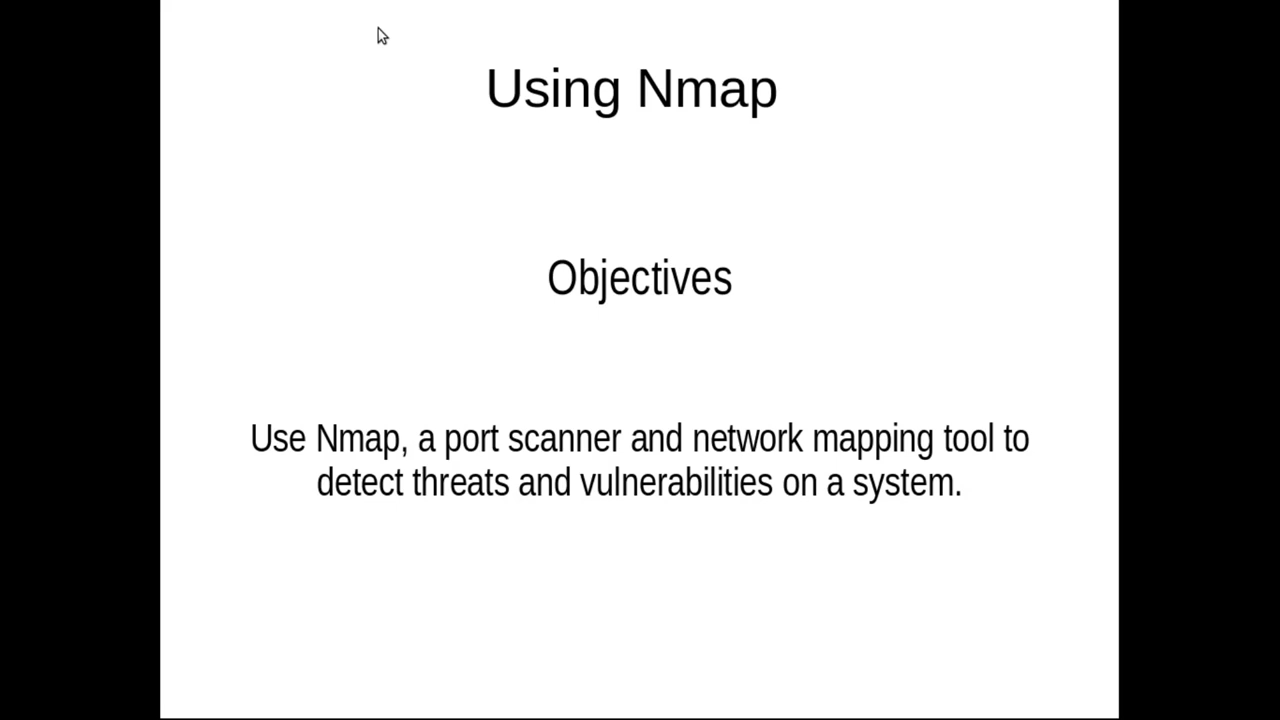 Using Nmap
Objectives
Use Nmap, a port scanner and network mapping tool to
detect threats and vulnerabilities on a system.